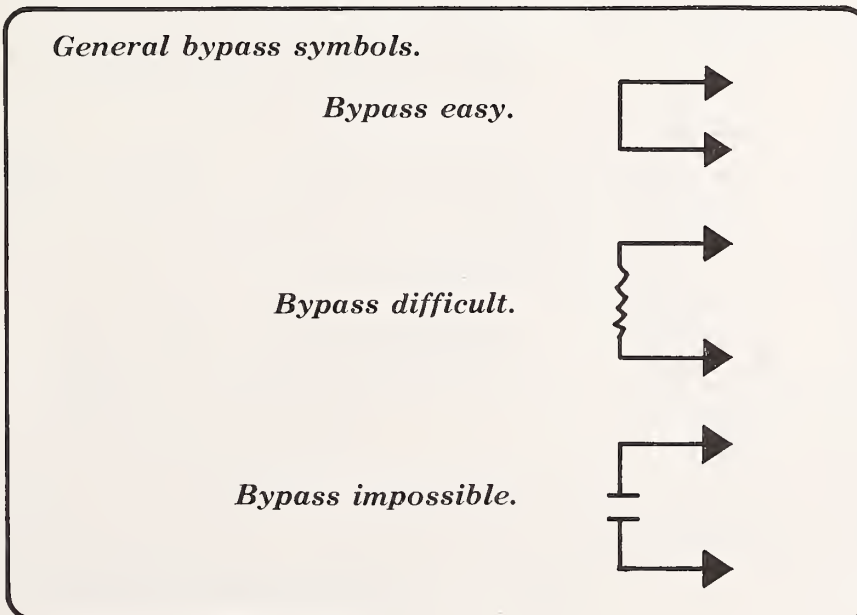 General bypass symbols.
Bypass easy.
Bypass difficult.
Bypass impossible.